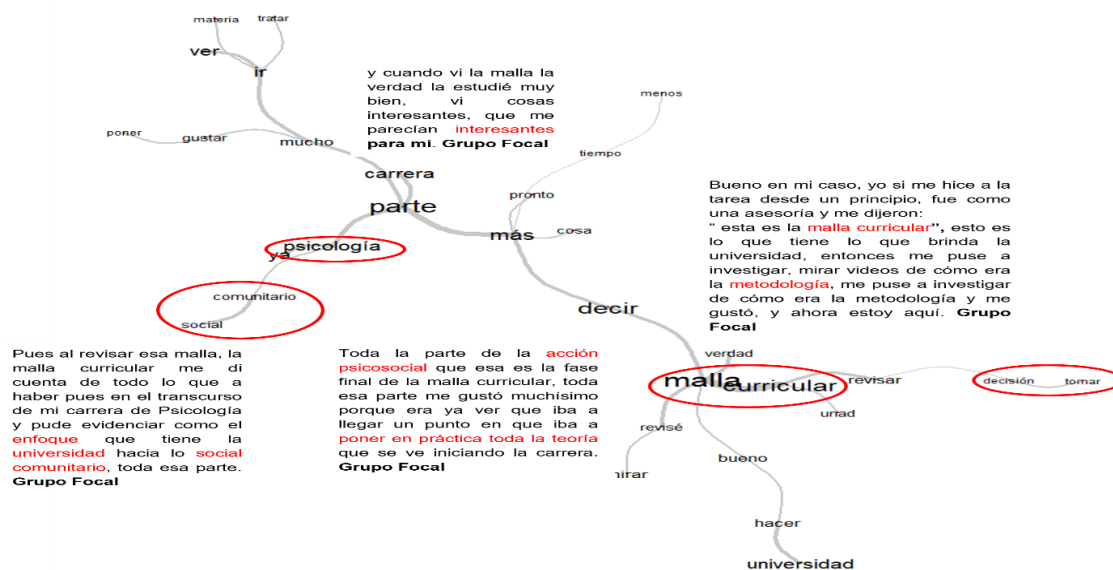 materia
tratar
ver
ir
poner
gustar
mucho
y cuando vi la malla la
verdad la estudié muy
bien, vi cosas
interesantes, que me
parecían interesantes
para mi. Grupo Focal
menos
tiempo
pronto
cosa
más
carrera
parte
psicología
ya
comunitario
social
decir
Bueno en mi caso, yo si me hice a la
tarea desde un principio, fue como
una asesoría y me dijeron:
" esta es la malla curricular", esto es
lo que tiene lo que brinda la
universidad, entonces me puse a
investigar, mirar videos de cómo era
la metodología, me puse a investigar
de cómo era la metodología y me
gustó, y ahora estoy aquí. Grupo
Focal
Pues al revisar esa malla, la
malla curricular me di
cuenta de todo lo que a
haber pues en el transcurso
de mi carrera de Psicología
y pude evidenciar como el
enfoque que tiene la
universidad hacia lo social
comunitario, toda esa parte.
Grupo Focal
Toda la parte de la acción
psicosocial que esa es la fase
final de la malla curricular, toda
esa parte me gustó muchísimo
porque era ya ver que iba a
llegar un punto en que iba a
poner en práctica toda la teoría
que se ve iniciando la carrera.
Grupo Focal
verdad
malla
curricular
revisar
decisión
tomar
unad
revisé
mirar
bueno
hacer
universidad